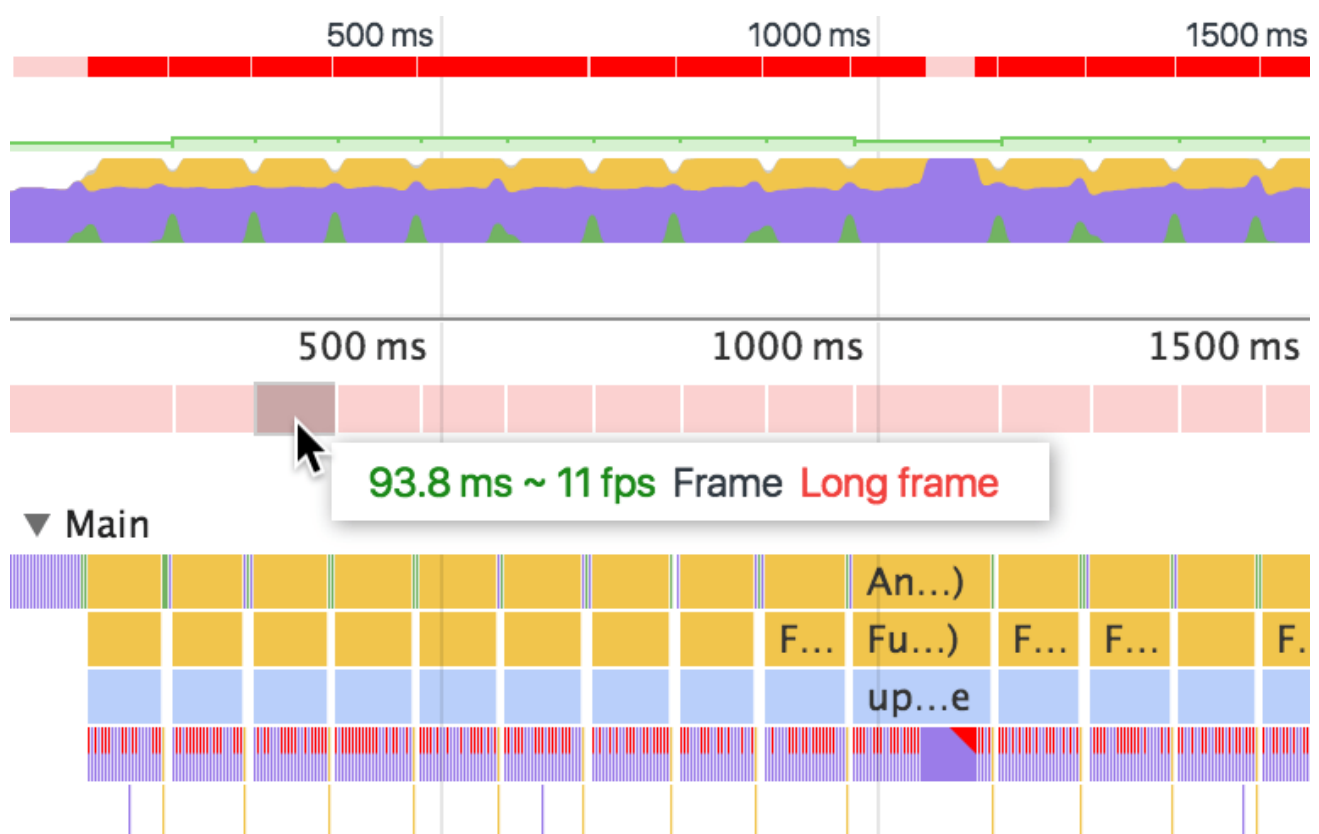 500 ms 1000 ms 1500 ms
500 ms 1000 ms 1500 ms
93.8 ms ~ 11 fps Frame Long frame
▼ Main
An...)
F... Fu...) F... F... F.
up...e